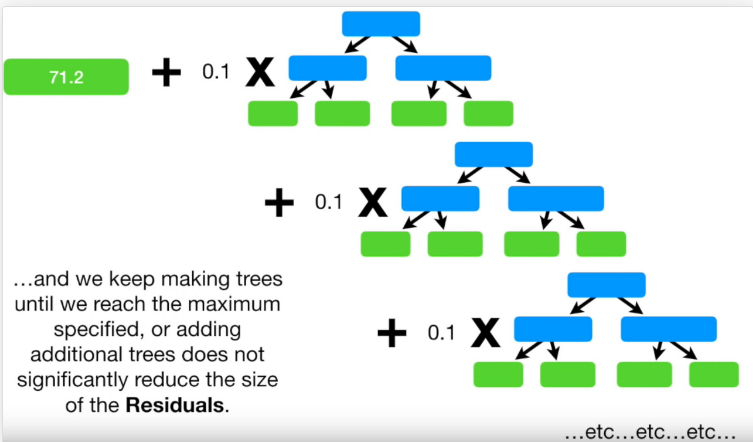 71.2 + 0.1 X
+ 0.1 X
…and we keep making trees
until we reach the maximum
specified, or adding
additional trees does not
significantly reduce the size
of the Residuals.
+ 0.1 X
…etc…etc…etc…